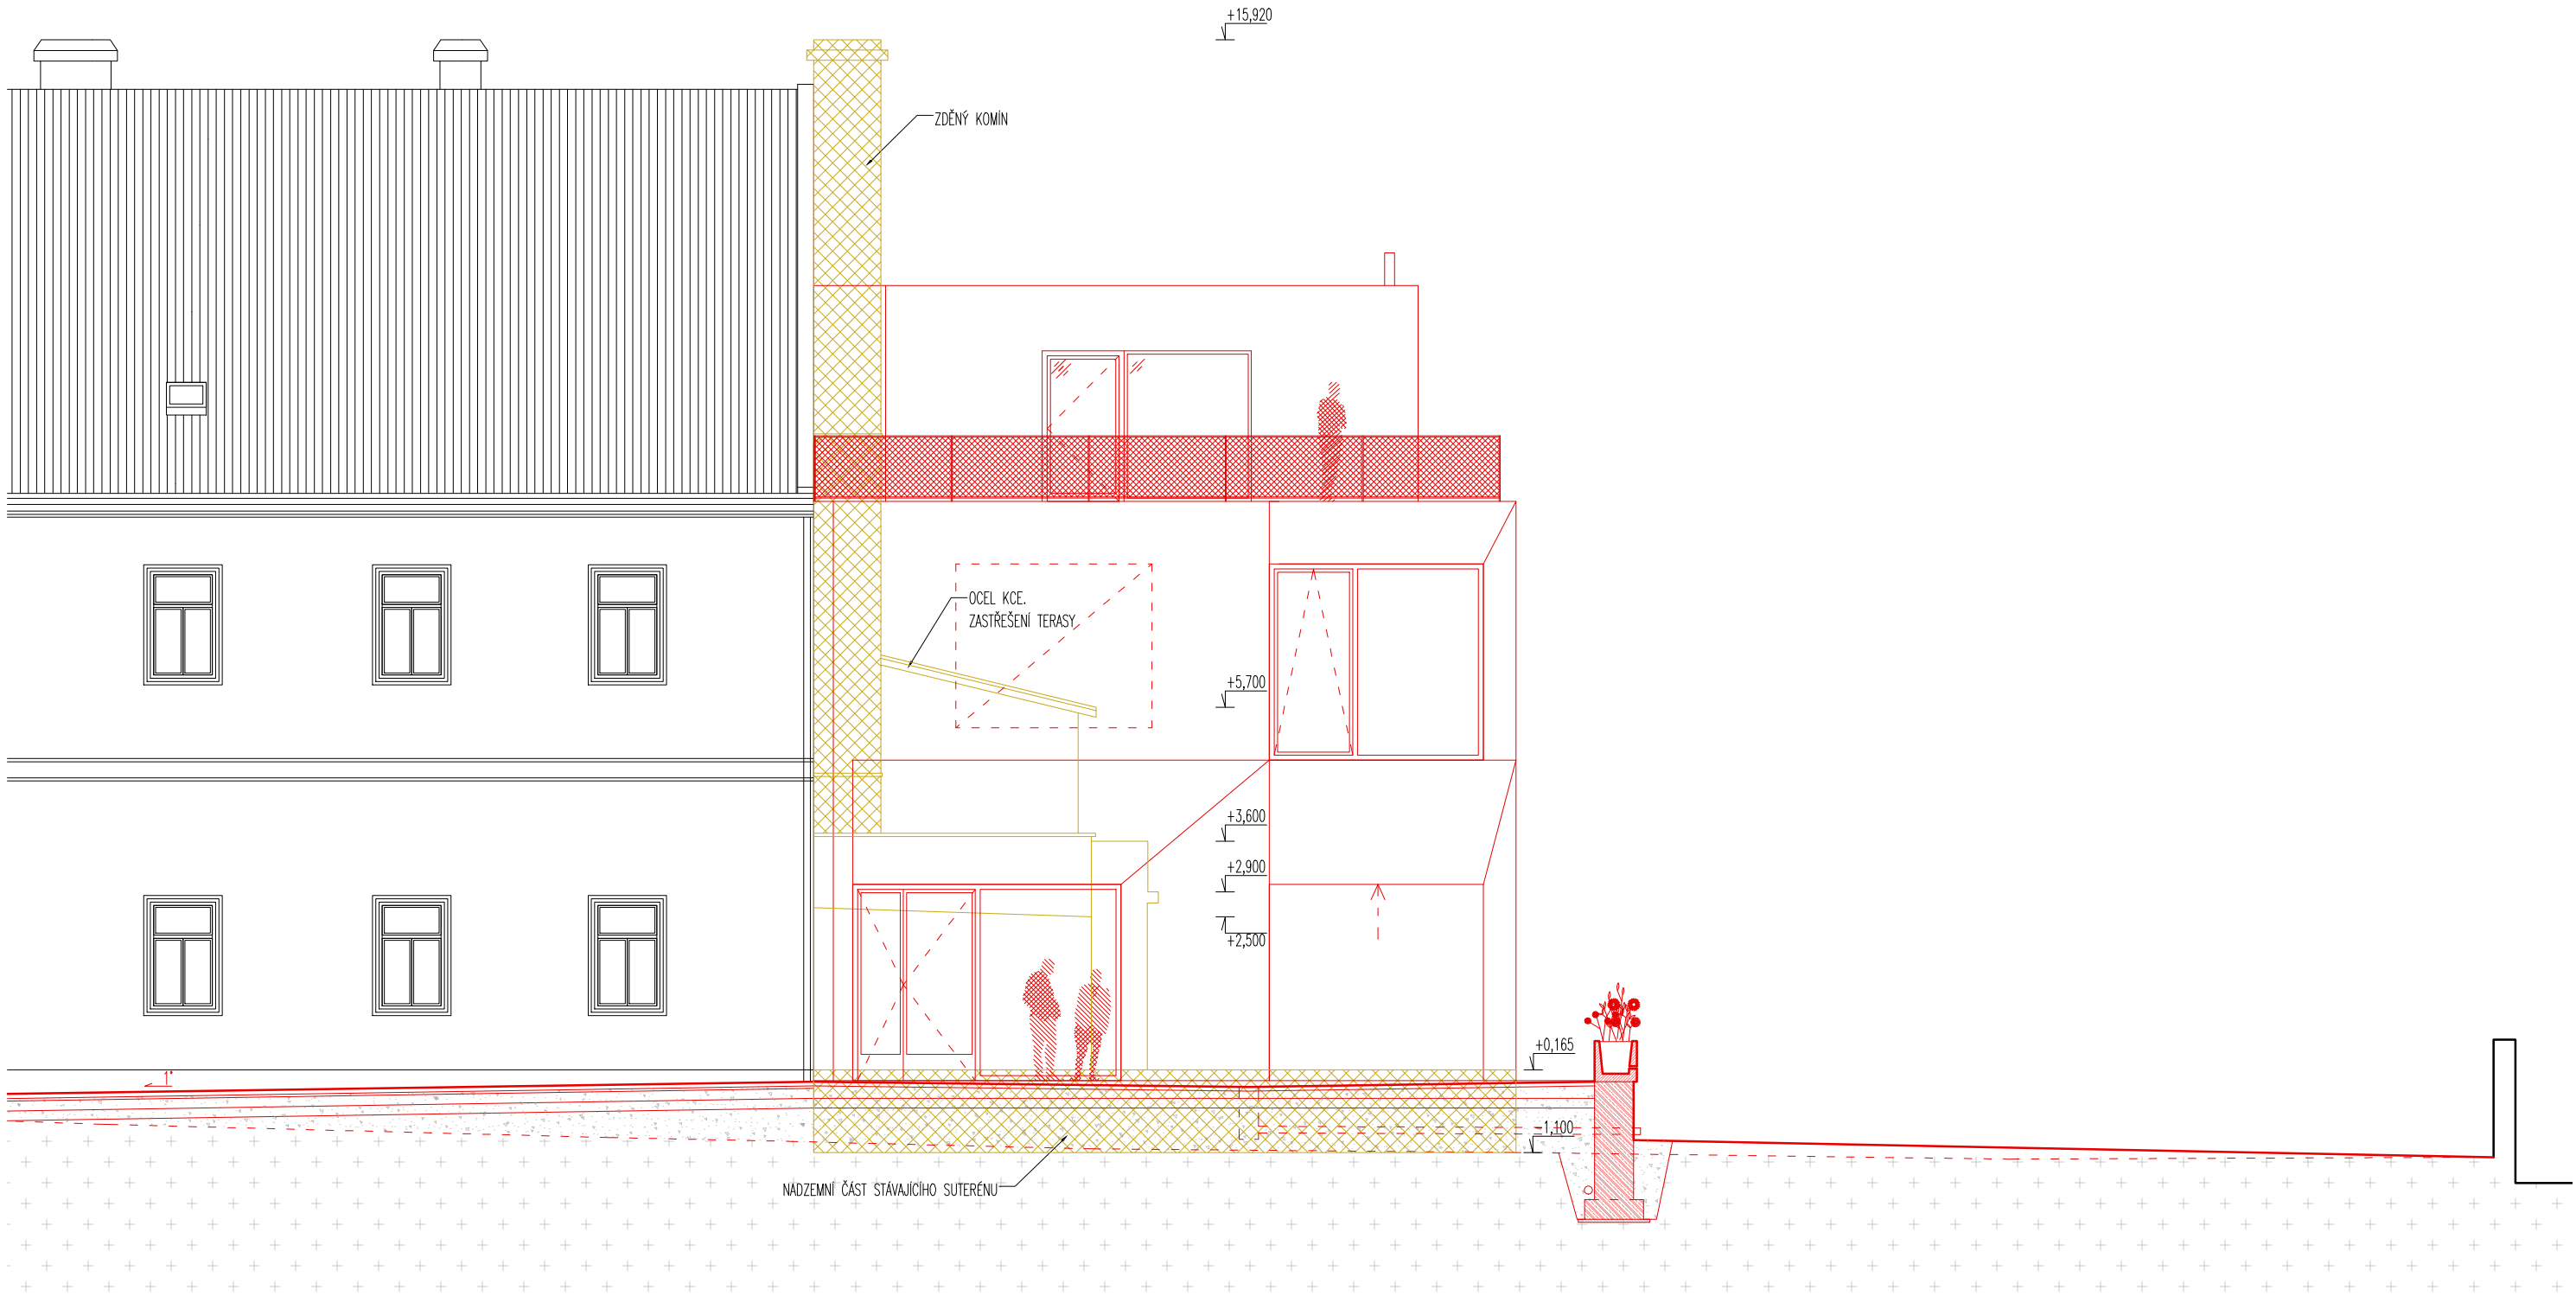 +15,920
ZDĚNÝ KOMÍN
OCEL KCE.
ZASTŘEŠENÍ TERASY
+5,700
+3,600
+2,900
+2,500
+0,165
1°
-1,100
NADZEMNÍ ČÁST STÁVAJÍCÍHO SUTERÉNU